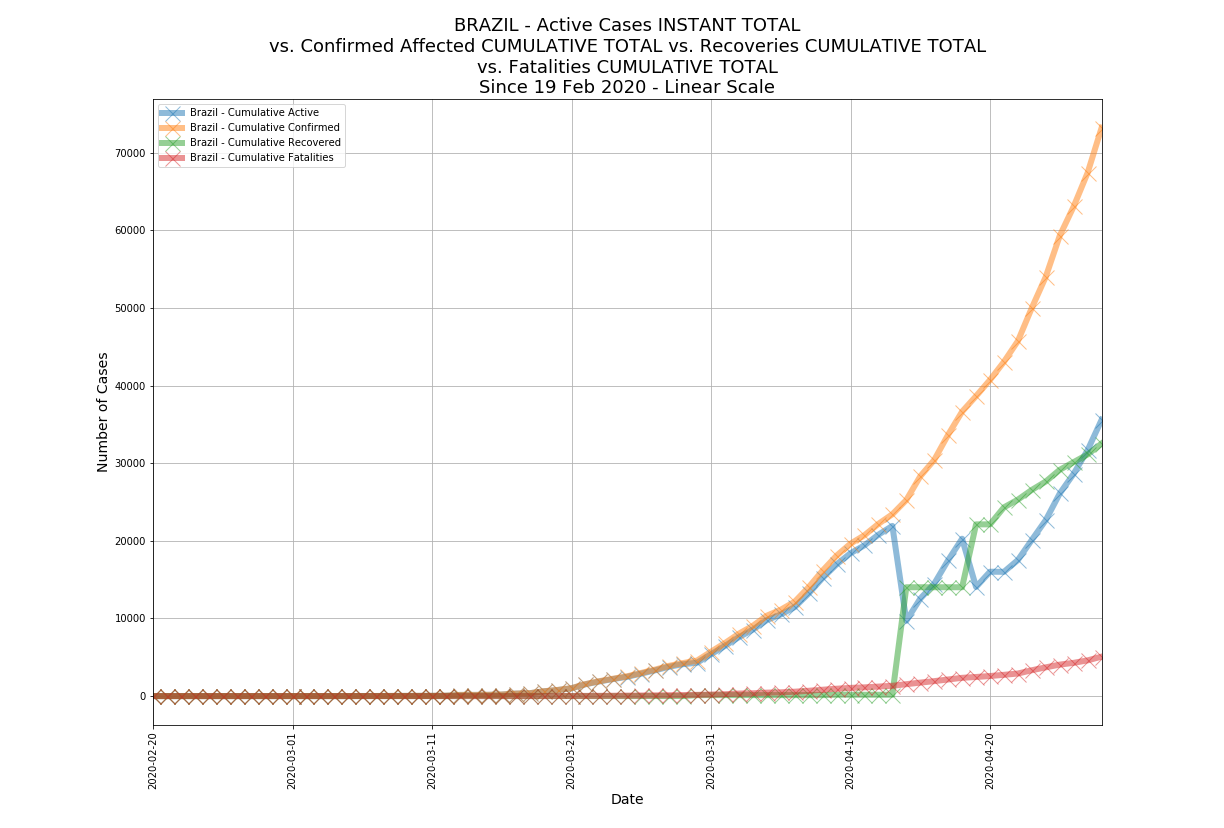 BRAZIL - Active Cases INSTANT TOTAL
vs. Confirmed Affected CUMULATIVE TOTAL vs. Recoveries CUMULATIVE TOTAL
vs. Fatalities CUMULATIVE TOTAL
Since 19 Feb 2020 - Linear Scale
Brazil - Cumulative Active
Brazil - Cumulative Confirmed
Brazil - Cumulative Recovered
Brazil - Cumulative Fatalities
Number of Cases
70000
60000
50000
40000
30000
20000
10000
0
2020-02-20
2020-03-01
2020-03-11
2020-03-21
2020-03-31
2020-04-10
2020-04-20
Date